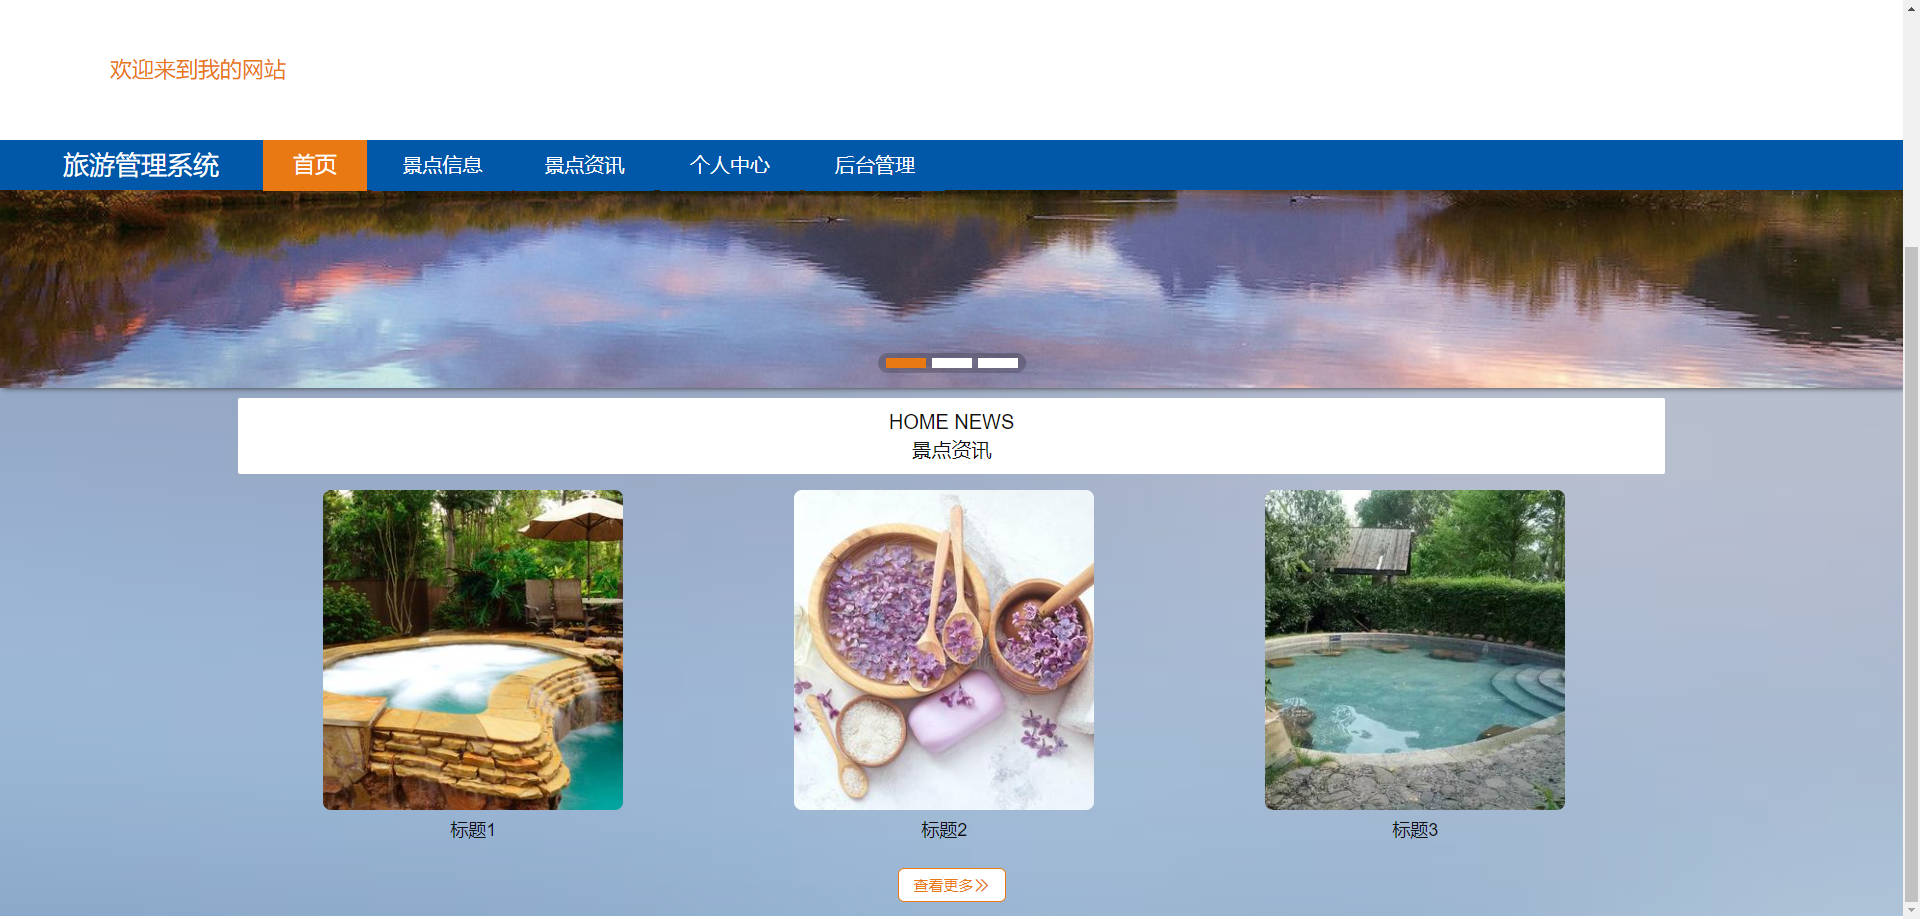 欢迎来到我的网站
旅游管理系统 首页 景点信息 景点资讯 个人中心 后台管理
HOME NEWS
景点资讯
标题1 标题2 标题3
查看更多